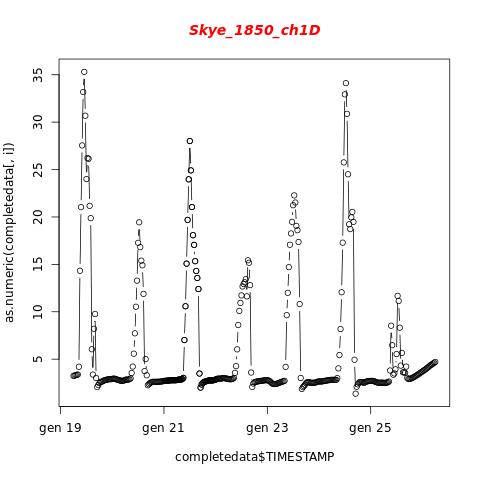 Skye_1850_ch1D
as.numeric(completedata[, i])
35
30
25
20
15
10
5
gen 19
gen 21
gen 23
gen 25
completedata$TIMESTAMP